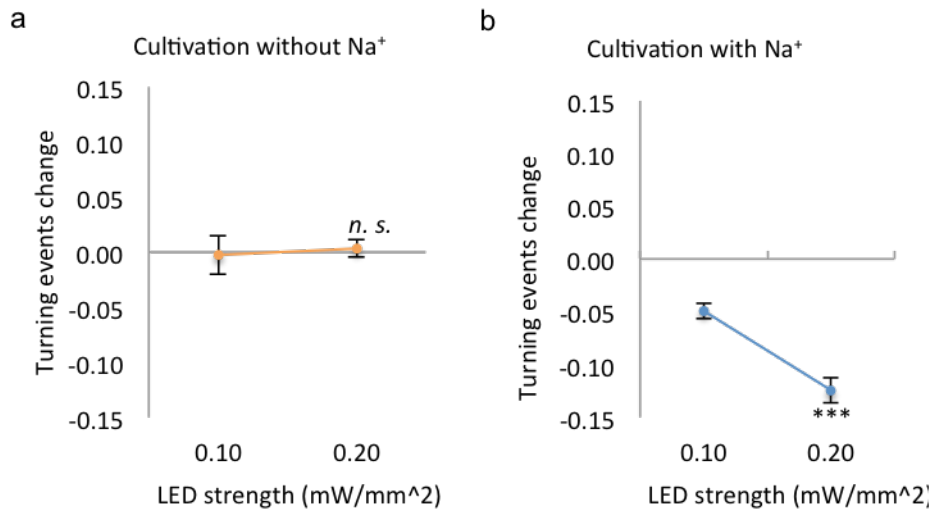 a
Cultivation without Na⁺
0.15
0.10
0.05
0.00
-0.05
-0.10
-0.15
Turning events change
n. s.
0.10 0.20
LED strength (mW/mm^2)
b
Cultivation with Na⁺
0.15
0.10
0.05
0.00
-0.05
-0.10
-0.15
Turning events change
***
0.10 0.20
LED strength (mW/mm^2)